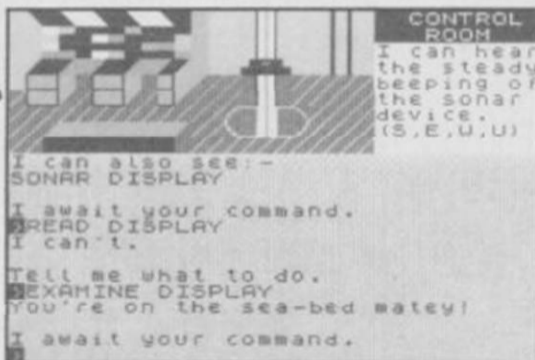 CONTROL
ROOM
I can hear
the steady
beeping of
the sonar
device.
(S,E,W,U)
I can also see:-
SONAR DISPLAY
I await your command.
>READ DISPLAY
I can't.
Tell me what to do.
>EXAMINE DISPLAY
You're on the sea-bed matey!
I await your command.
>